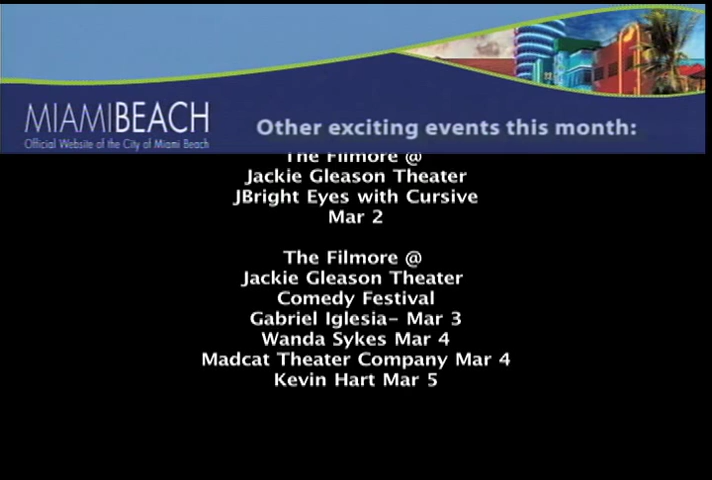 MIAMIBEACH
Official Website of the City of Miami Beach
Other exciting events this month:
The Filmore @
Jackie Gleason Theater
JBright Eyes with Cursive
Mar 2
The Filmore @
Jackie Gleason Theater
Comedy Festival
Gabriel Iglesia- Mar 3
Wanda Sykes Mar 4
Madcat Theater Company Mar 4
Kevin Hart Mar 5